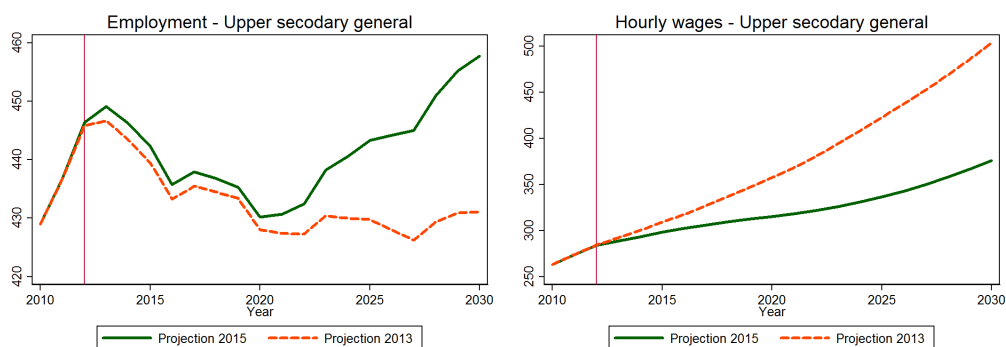 Employment - Upper secodary general
460
450
440
430
420
2010 2015 2020 2025 2030
Year
Projection 2015 Projection 2013
Hourly wages - Upper secodary general
500
450
400
350
300
250
2010 2015 2020 2025 2030
Year
Projection 2015 Projection 2013